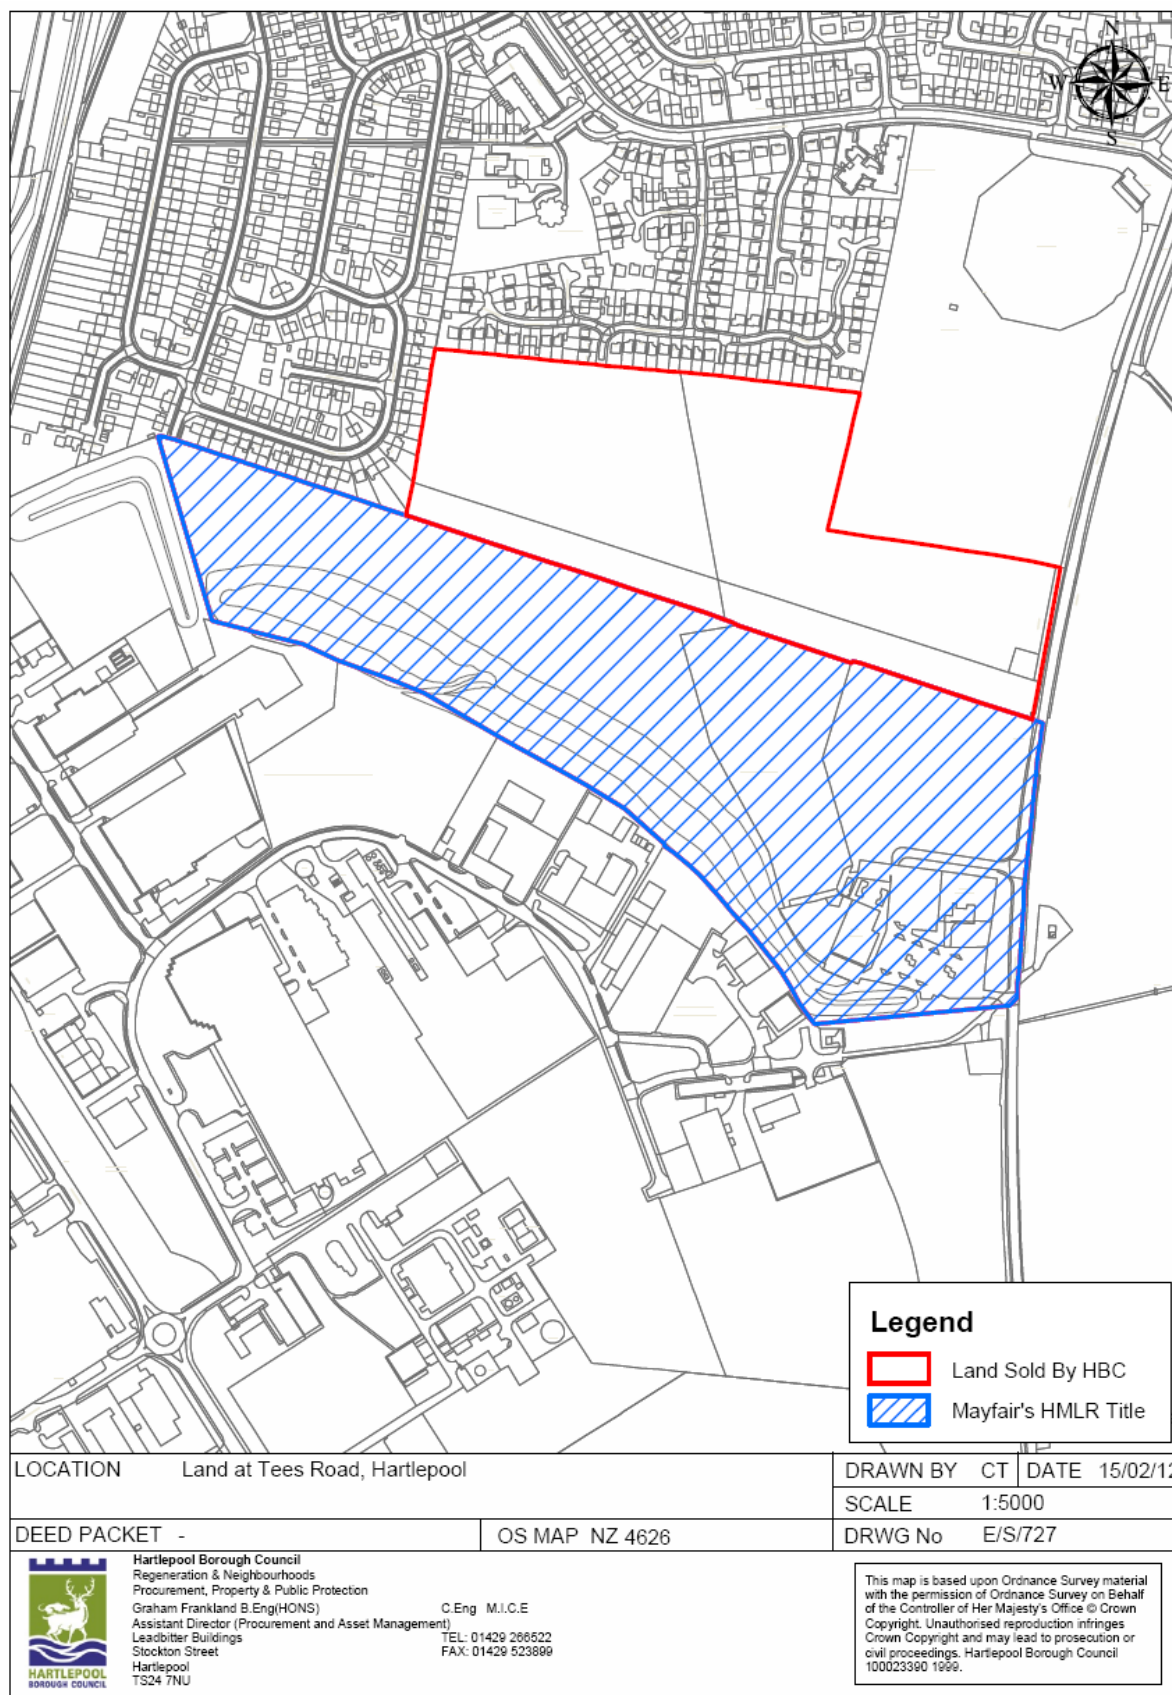 N
W E
S
Legend
Land Sold By HBC
Mayfair's HMLR Title
LOCATION Land at Tees Road, Hartlepool
DRAWN BY CT DATE 15/02/12
SCALE 1:5000
DEED PACKET - OS MAP NZ 4626 DRWG No E/S/727
Hartlepool Borough Council
Regeneration & Neighbourhoods
Procurement, Property & Public Protection
Graham Frankland B.Eng(HONS) C.Eng M.I.C.E
Assistant Director (Procurement and Asset Management)
Leadbitter Buildings TEL: 01429 266522
Stockton Street FAX: 01429 523899
Hartlepool
TS24 7NU
HARTLEPOOL
BOROUGH COUNCIL
This map is based upon Ordnance Survey material
with the permission of Ordnance Survey on Behalf
of the Controller of Her Majesty's Office © Crown
Copyright. Unauthorised reproduction infringes
Crown Copyright and may lead to prosecution or
civil proceedings. Hartlepool Borough Council
100023390 1999.